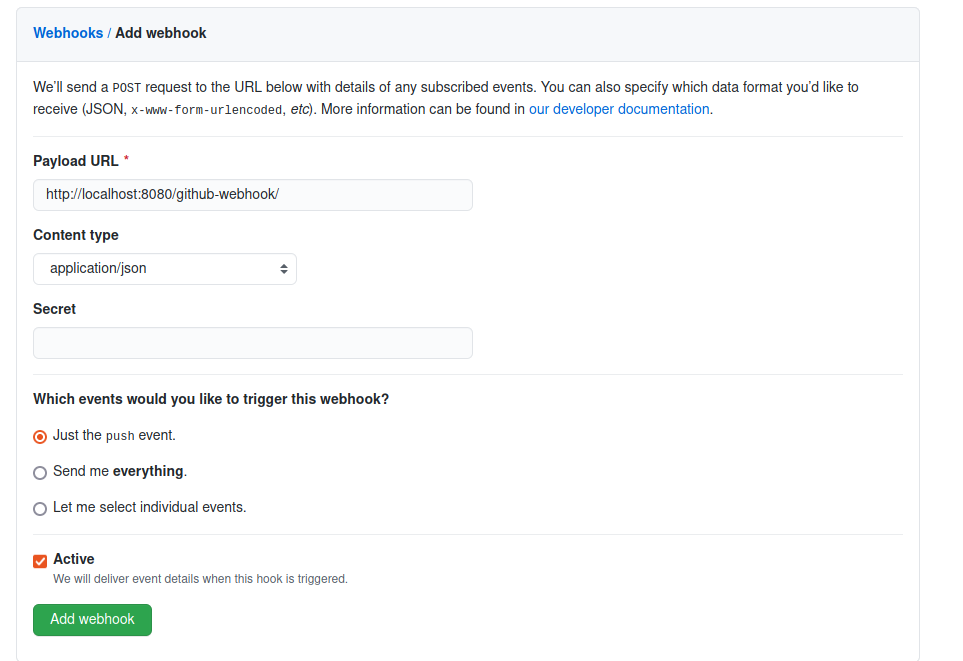 Webhooks / Add webhook
We’ll send a POST request to the URL below with details of any subscribed events. You can also specify which data format you’d like to
receive (JSON, x-www-form-urlencoded, etc). More information can be found in our developer documentation.
Payload URL *
http://localhost:8080/github-webhook/
Content type
application/json
Secret
Which events would you like to trigger this webhook?
Just the push event.
Send me everything.
Let me select individual events.
Active
We will deliver event details when this hook is triggered.
Add webhook